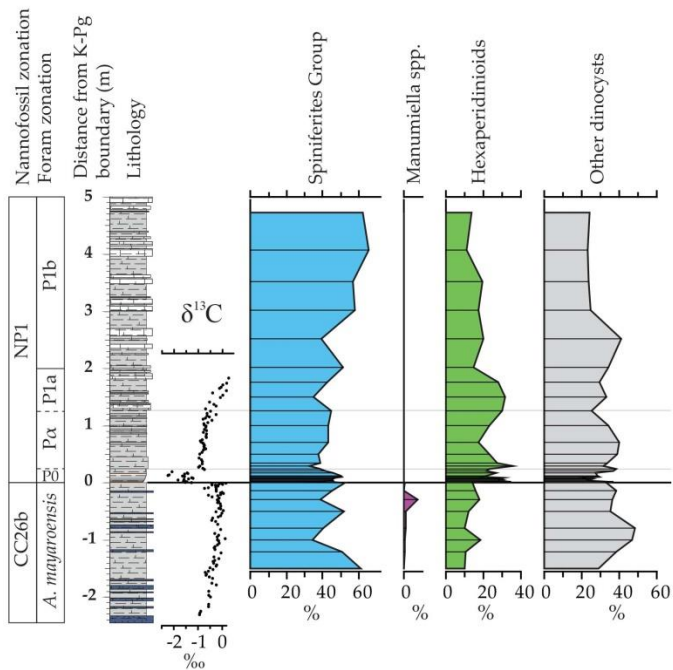 Nannofossil zonation
Foram zonation
Distance from K-Pg
boundary (m)
Lithology
Spiniferites Group
Manumiella spp.
Hexaperidinioids
Other dinocysts
NP1
CC26b
P1b
P1a
Pα
P0
A. mayaroensis
5
4
3
2
1
0
-1
-2
δ¹³C
-2 -1 0
‰
0 20 40 60
%
0
%
0 20 40
%
0 20 40 60
%